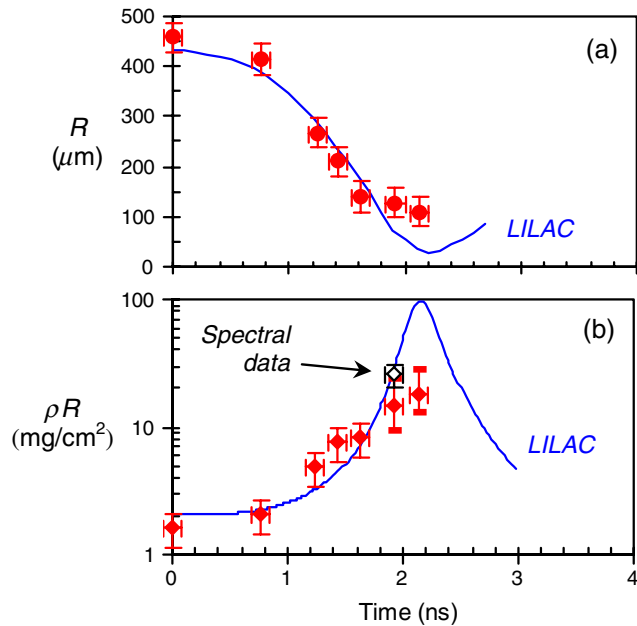 500
(a)
400
300
R
(μm)
200
100
LILAC
0
100
(b)
Spectral
data
ρR
(mg/cm²)
10
LILAC
1
0 1 2 3 4
Time (ns)